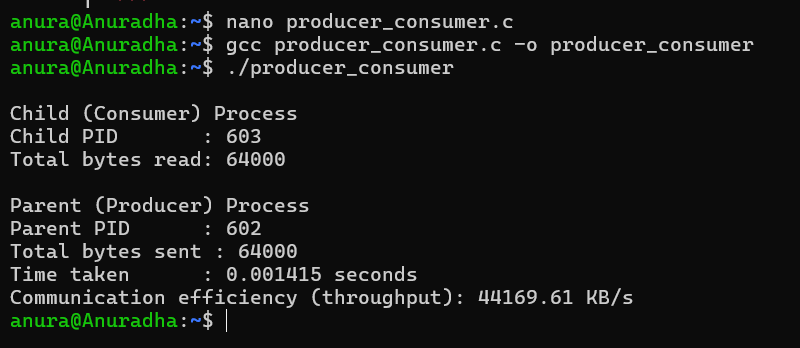 anura@Anuradha:~$ nano producer_consumer.c
anura@Anuradha:~$ gcc producer_consumer.c -o producer_consumer
anura@Anuradha:~$ ./producer_consumer
Child (Consumer) Process
Child PID       : 603
Total bytes read: 64000
Parent (Producer) Process
Parent PID      : 602
Total bytes sent : 64000
Time taken      : 0.001415 seconds
Communication efficiency (throughput): 44169.61 KB/s
anura@Anuradha:~$